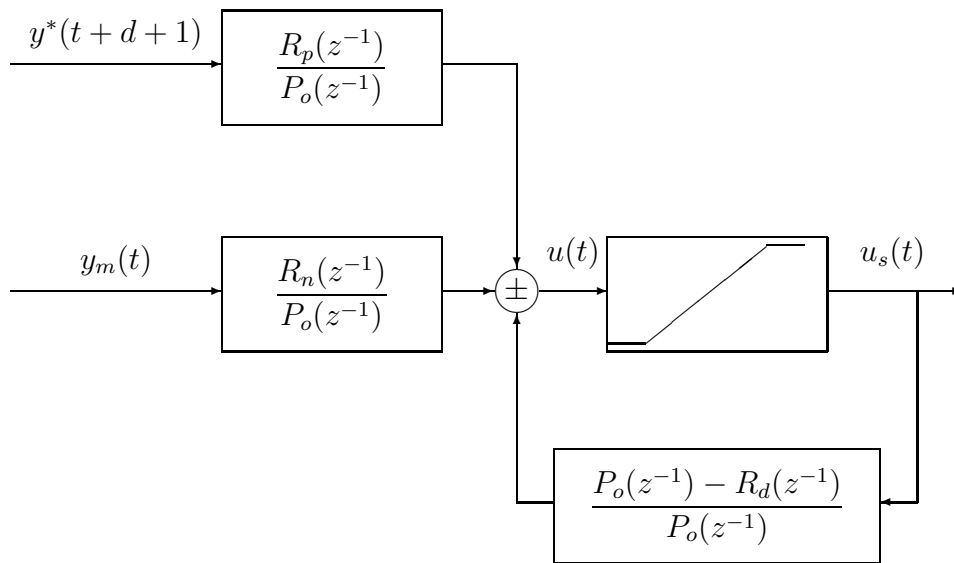 y*(t + d + 1)
R_p(z^{-1})
P_o(z^{-1})
y_m(t)
R_n(z^{-1})
P_o(z^{-1})
±
u(t)
u_s(t)
P_o(z^{-1}) − R_d(z^{-1})
P_o(z^{-1})